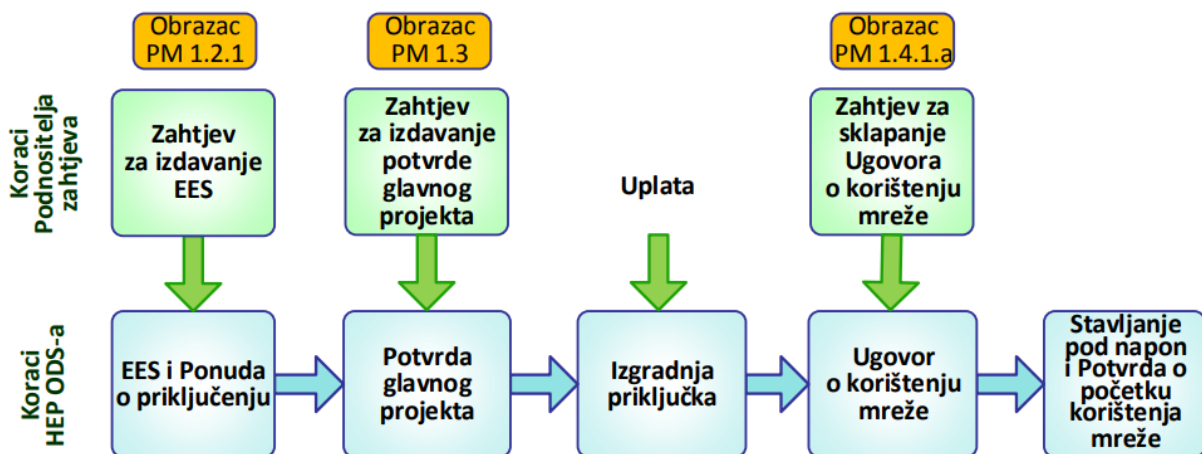 Obrazac
PM 1.2.1
Obrazac
PM 1.3
Obrazac
PM 1.4.1.a
Koraci
Podnositelja
zahtjeva
Zahtjev
za izdavanje
EES
Zahtjev
za izdavanje
potvrde
glavnog
projekta
Uplata
Zahtjev za
sklapanje
Ugovora
o korištenju
mreže
Koraci
HEP ODS-a
EES i Ponuda
o priključenju
Potvrda
glavnog
projekta
Izgradnja
priključka
Ugovor
o korištenju
mreže
Stavljanje
pod napon
i Potvrda o
početku
korištenja
mreže